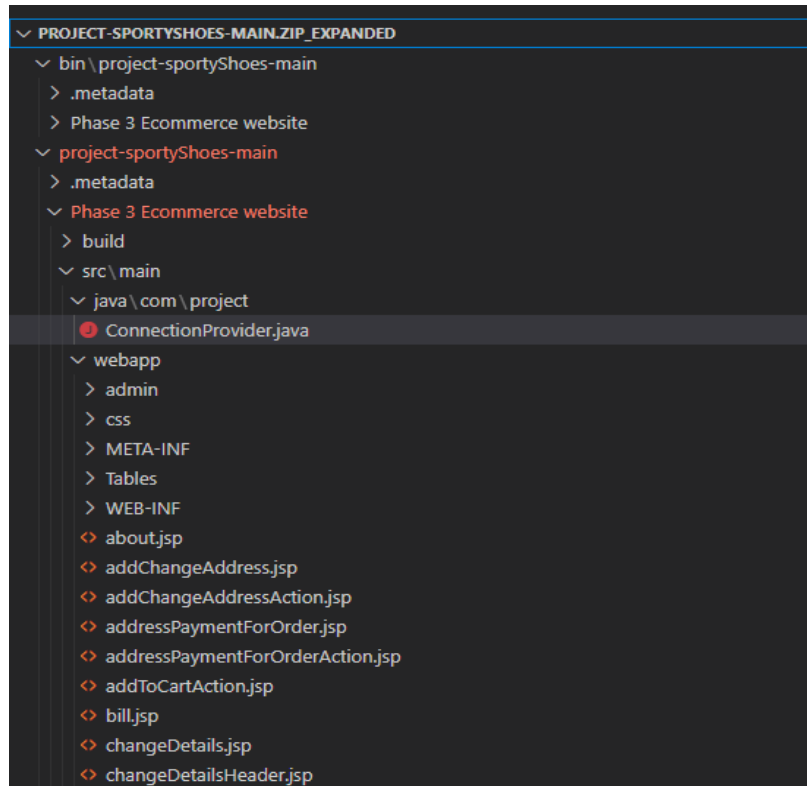 PROJECT-SPORTYSHOES-MAIN.ZIP_EXPANDED
bin\project-sportyShoes-main
.metadata
Phase 3 Ecommerce website
project-sportyShoes-main
.metadata
Phase 3 Ecommerce website
build
src\main
java\com\project
J ConnectionProvider.java
webapp
admin
css
META-INF
Tables
WEB-INF
about.jsp
addChangeAddress.jsp
addChangeAddressAction.jsp
addressPaymentForOrder.jsp
addressPaymentForOrderAction.jsp
addToCartAction.jsp
bill.jsp
changeDetails.jsp
changeDetailsHeader.jsp